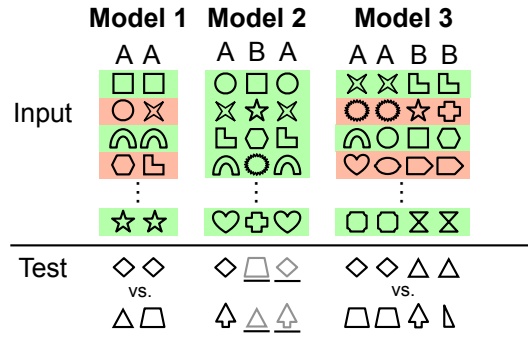 Model 1 Model 2 Model 3
A A A B A A A B B
Input
Test
vs. vs.